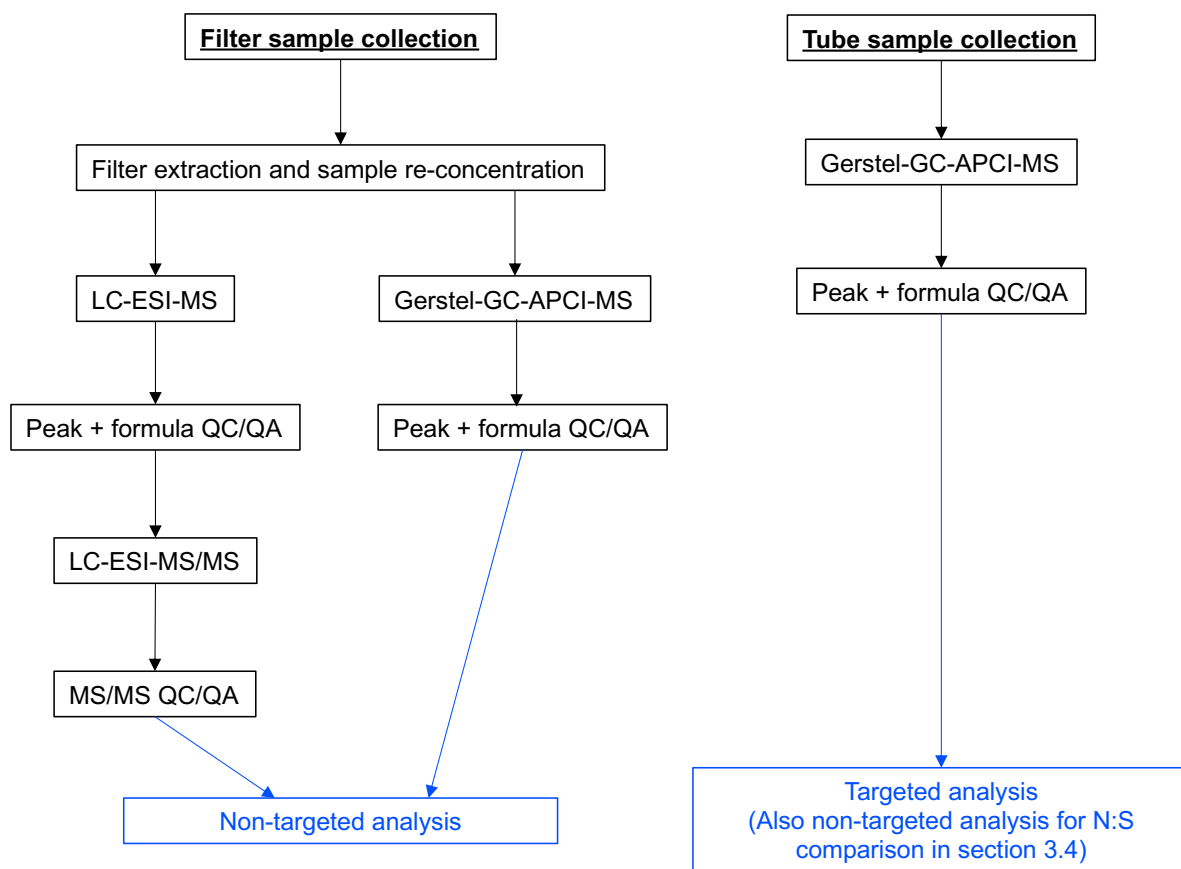 Filter sample collection
Tube sample collection
Filter extraction and sample re-concentration
Gerstel-GC-APCI-MS
LC-ESI-MS
Gerstel-GC-APCI-MS
Peak + formula QC/QA
Peak + formula QC/QA
Peak + formula QC/QA
LC-ESI-MS/MS
MS/MS QC/QA
Non-targeted analysis
Targeted analysis
(Also non-targeted analysis for N:S
comparison in section 3.4)